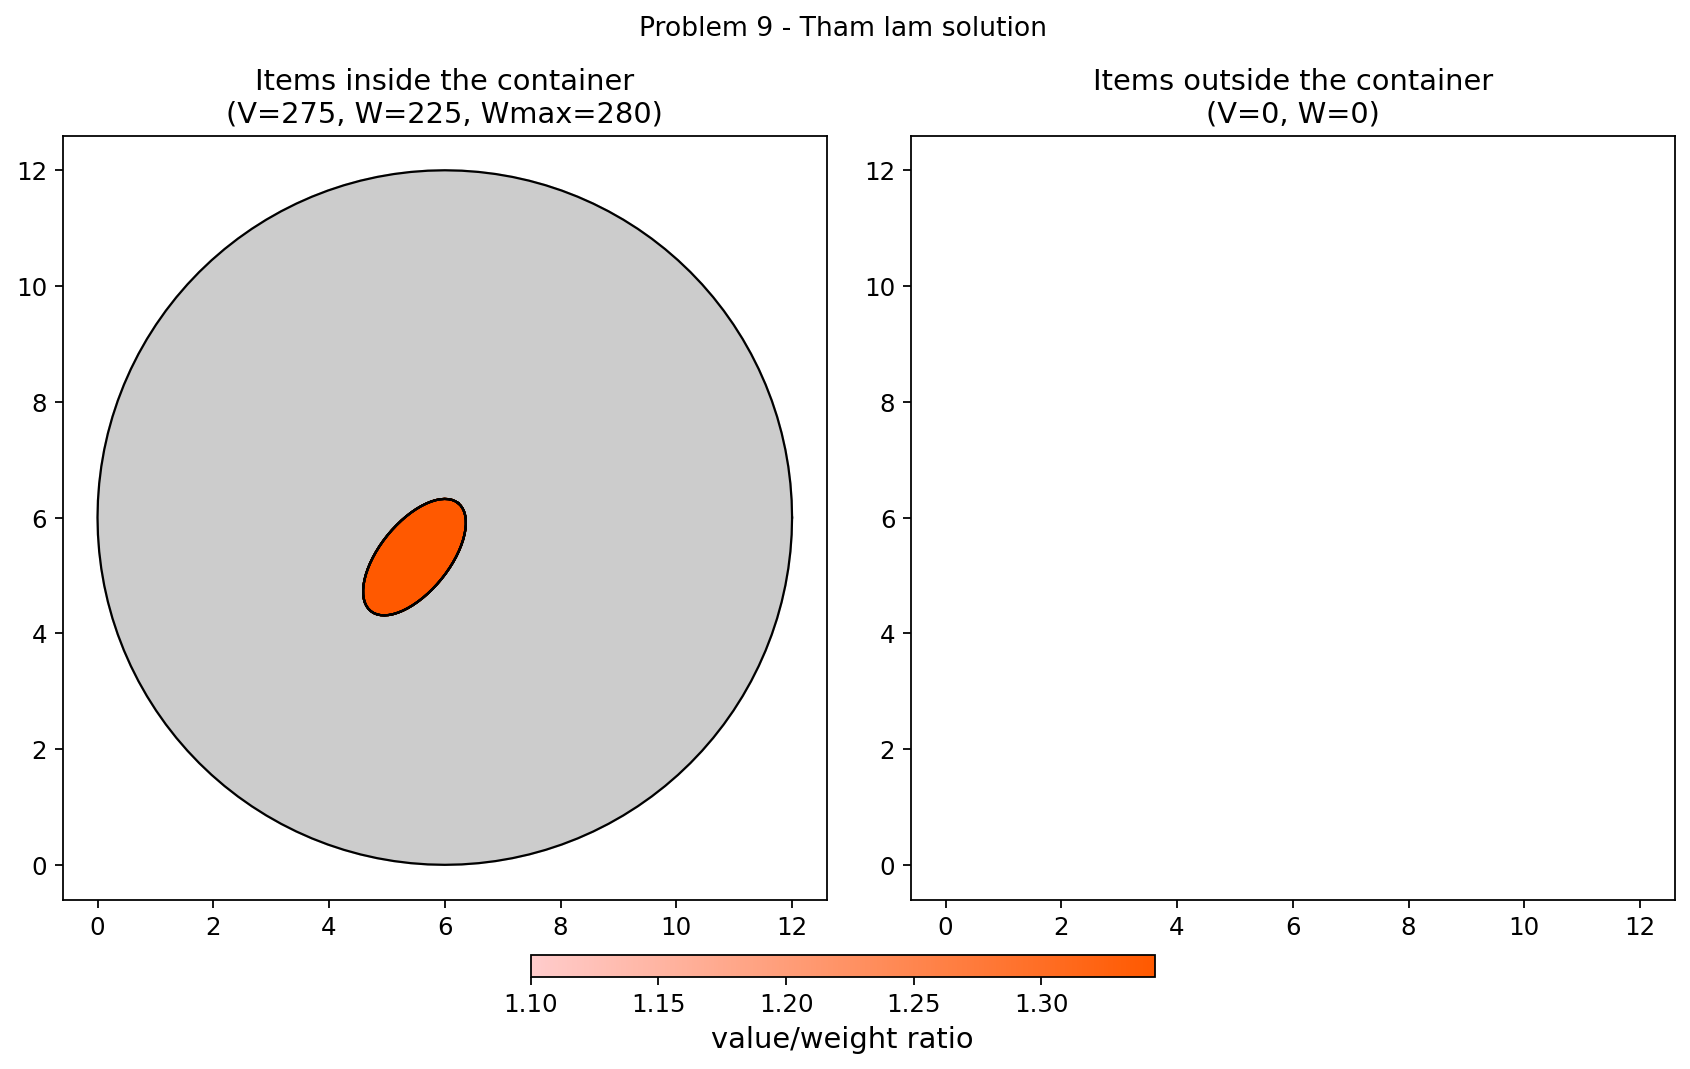 Problem 9 - Tham lam solution
Items inside the container
(V=275, W=225, Wmax=280)
Items outside the container
(V=0, W=0)
12
10
8
6
4
2
0
0 2 4 6 8 10 12
12
10
8
6
4
2
0
0 2 4 6 8 10 12
1.10 1.15 1.20 1.25 1.30
value/weight ratio